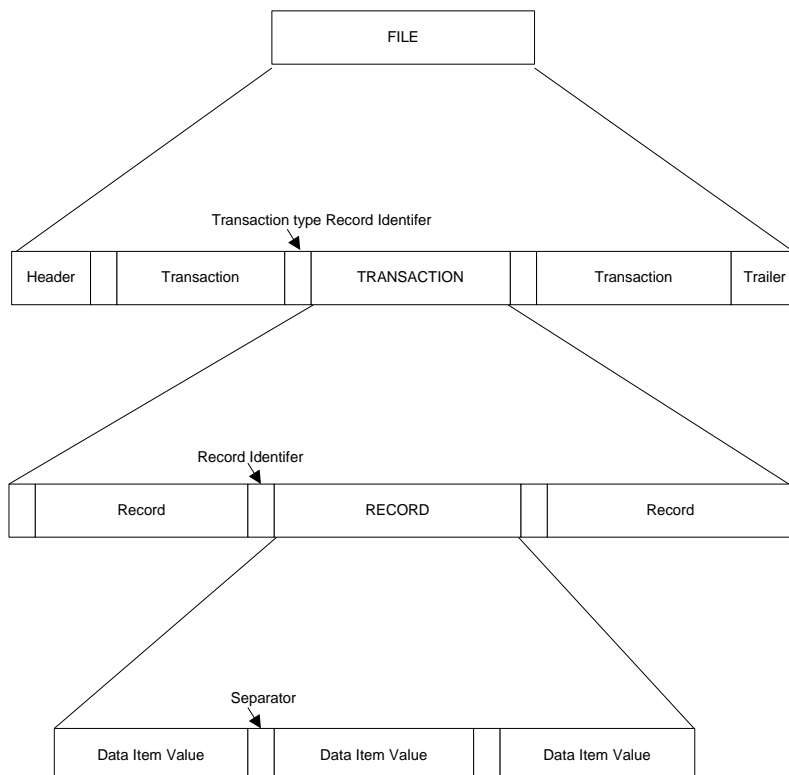 FILE
Transaction type Record Identifer
Header
Transaction
TRANSACTION
Transaction
Trailer
Record Identifer
Record
RECORD
Record
Separator
Data Item Value
Data Item Value
Data Item Value